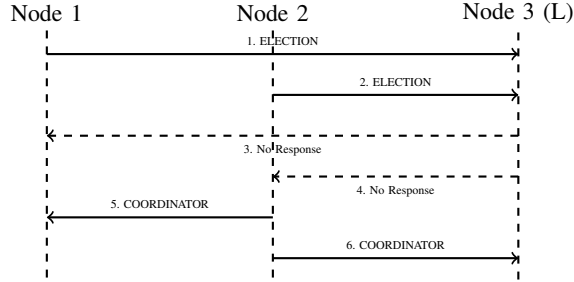 Node 1 Node 2 Node 3 (L)
1. ELECTION
2. ELECTION
3. No Response
4. No Response
5. COORDINATOR
6. COORDINATOR